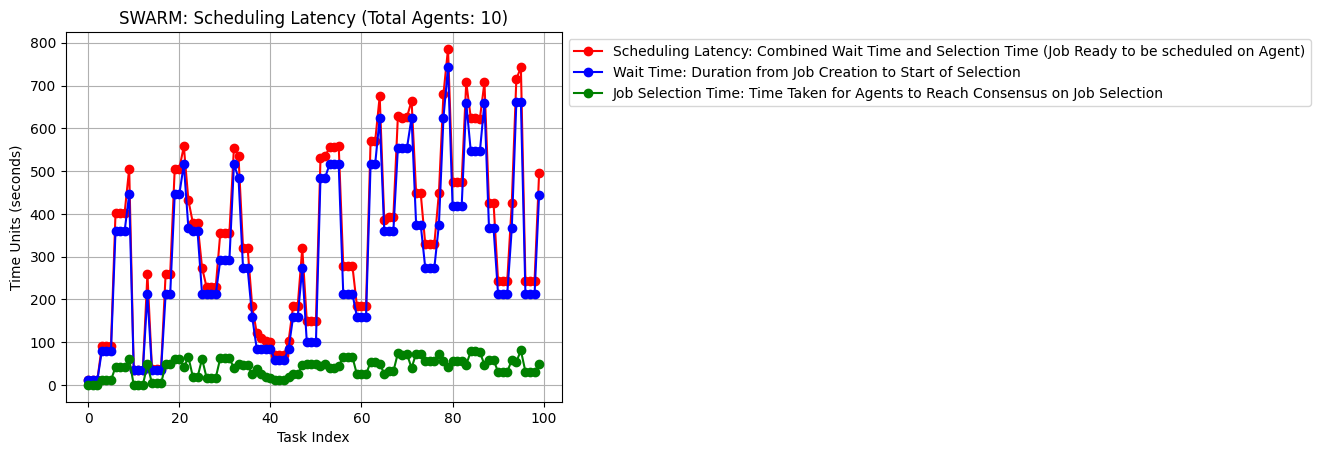 SWARM: Scheduling Latency (Total Agents: 10)
Scheduling Latency: Combined Wait Time and Selection Time (Job Ready to be scheduled on Agent)
Wait Time: Duration from Job Creation to Start of Selection
Job Selection Time: Time Taken for Agents to Reach Consensus on Job Selection
Time Units (seconds)
800
700
600
500
400
300
200
100
0
0 20 40 60 80 100
Task Index